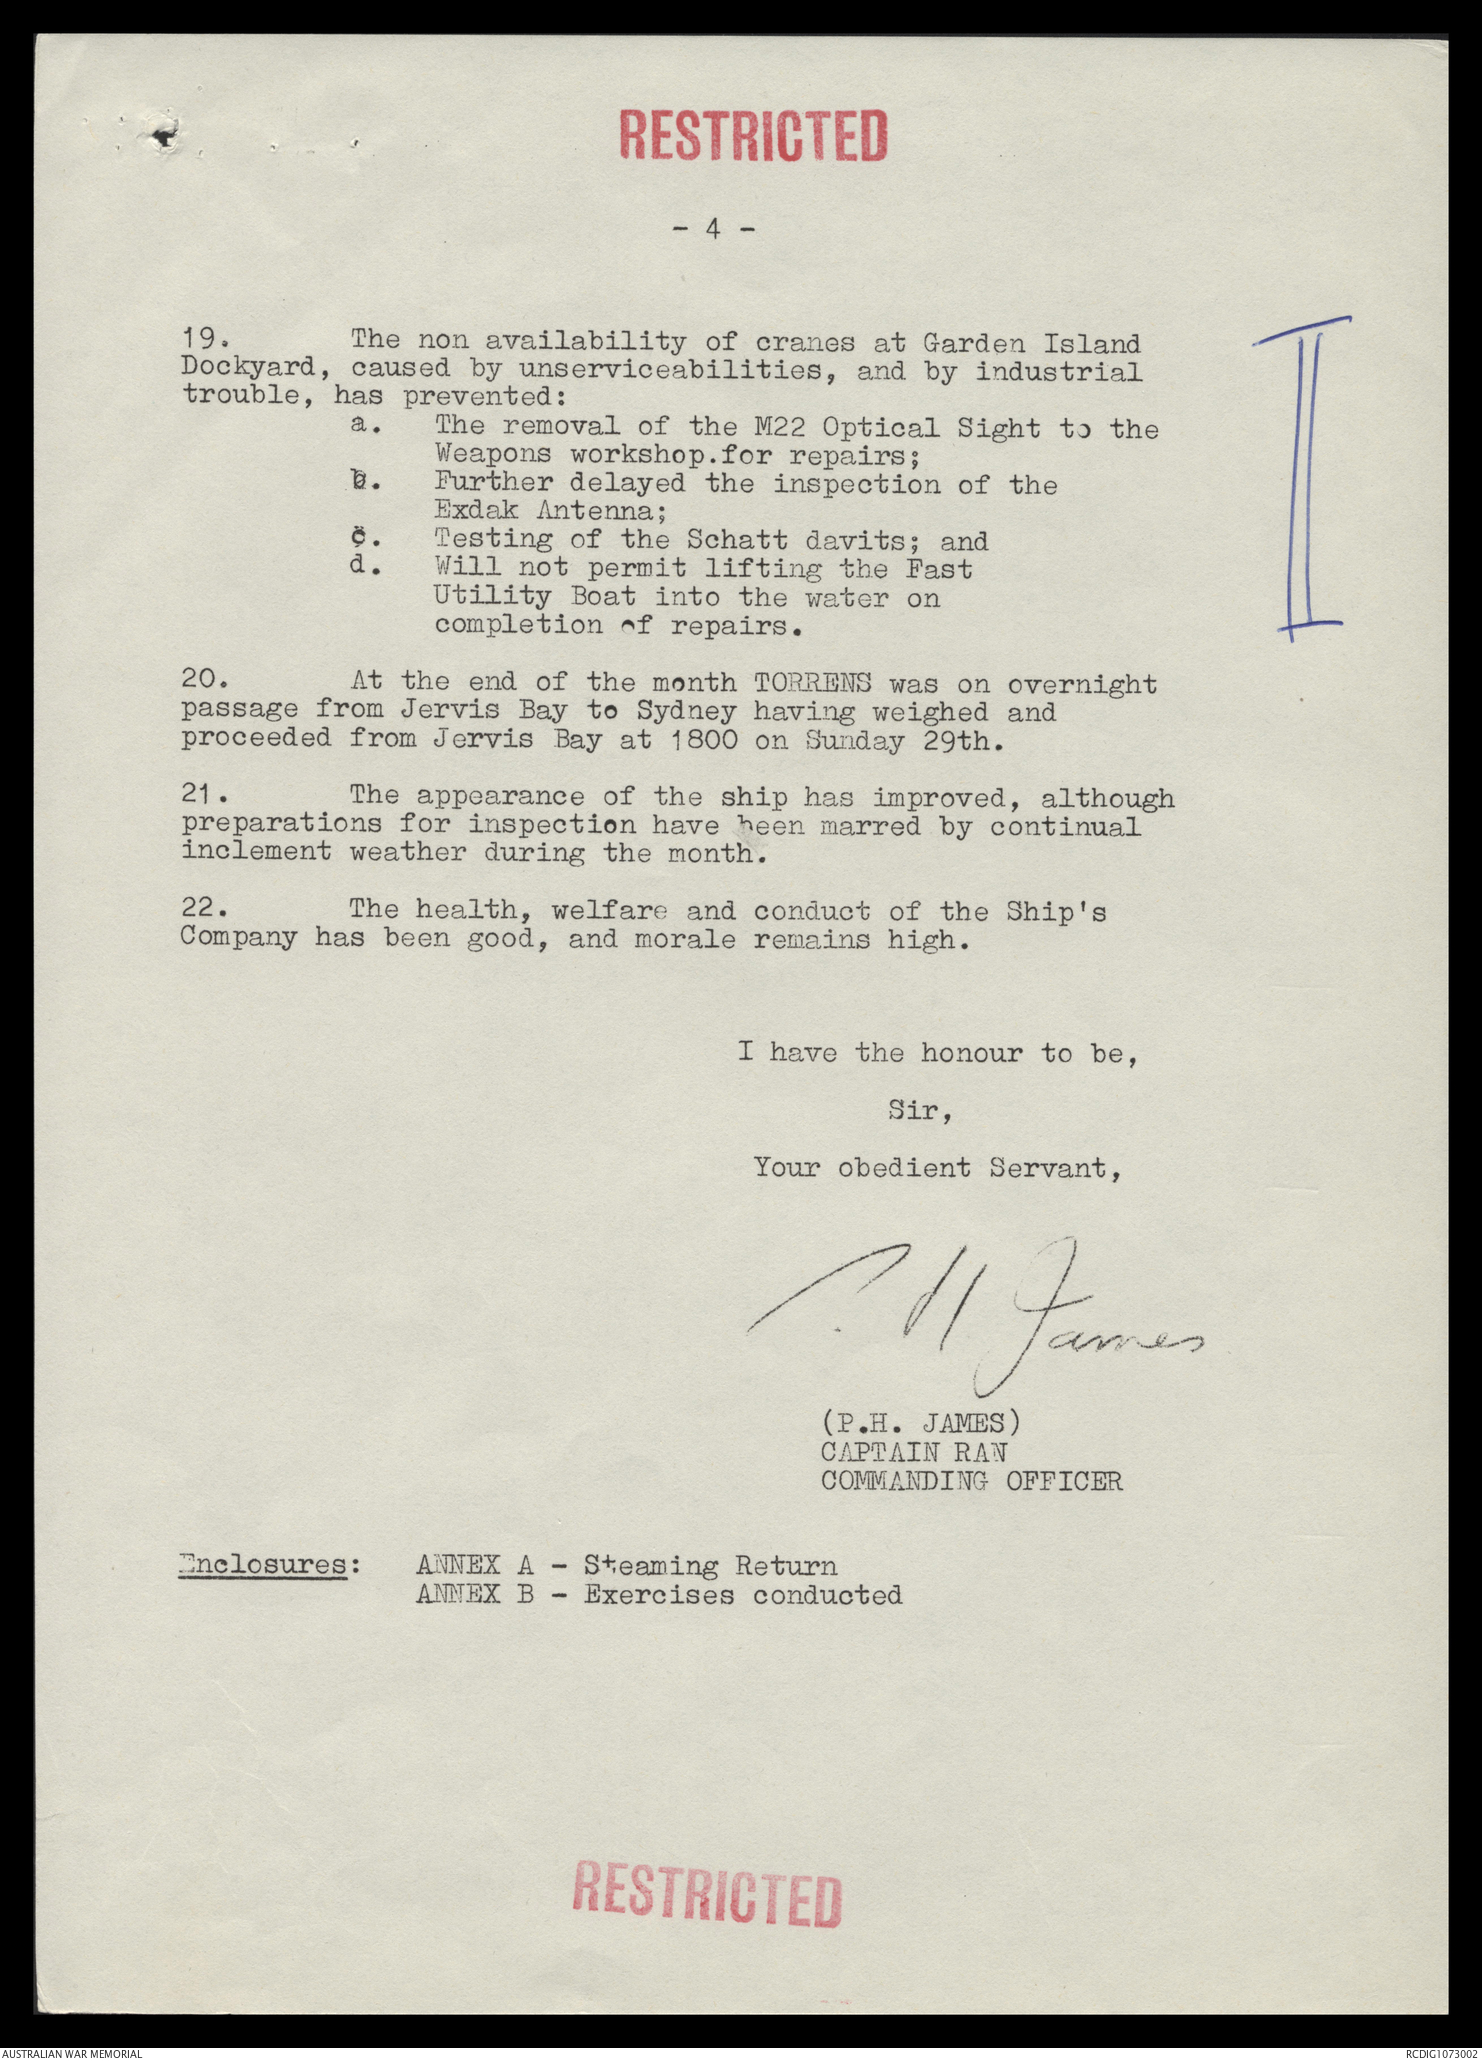 RESTRICTED
- 4 -
19. The non availability of cranes at Garden Island
Dockyard, caused by unserviceabilities, and by industrial
trouble, has prevented:
a. The removal of the M22 Optical Sight to the
Weapons workshop.for repairs;
b. Further delayed the inspection of the
Exdak Antenna;
c. Testing of the Schatt davits; and
d. Will not permit lifting the Fast
Utility Boat into the water on
completion of repairs.
20. At the end of the month TORRENS was on overnight
passage from Jervis Bay to Sydney having weighed and
proceeded from Jervis Bay at 1800 on Sunday 29th.
21. The appearance of the ship has improved, although
preparations for inspection have been marred by continual
inclement weather during the month.
22. The health, welfare and conduct of the Ship's
Company has been good, and morale remains high.
I have the honour to be,
Sir,
Your obedient Servant,
P H James
(P.H. JAMES)
CAPTAIN RAN
COMMANDING OFFICER
Enclosures: ANNEX A - Steaming Return
ANNEX B - Exercises conducted
RESTRICTED
AUSTRALIAN WAR MEMORIAL
RCDIG1073002